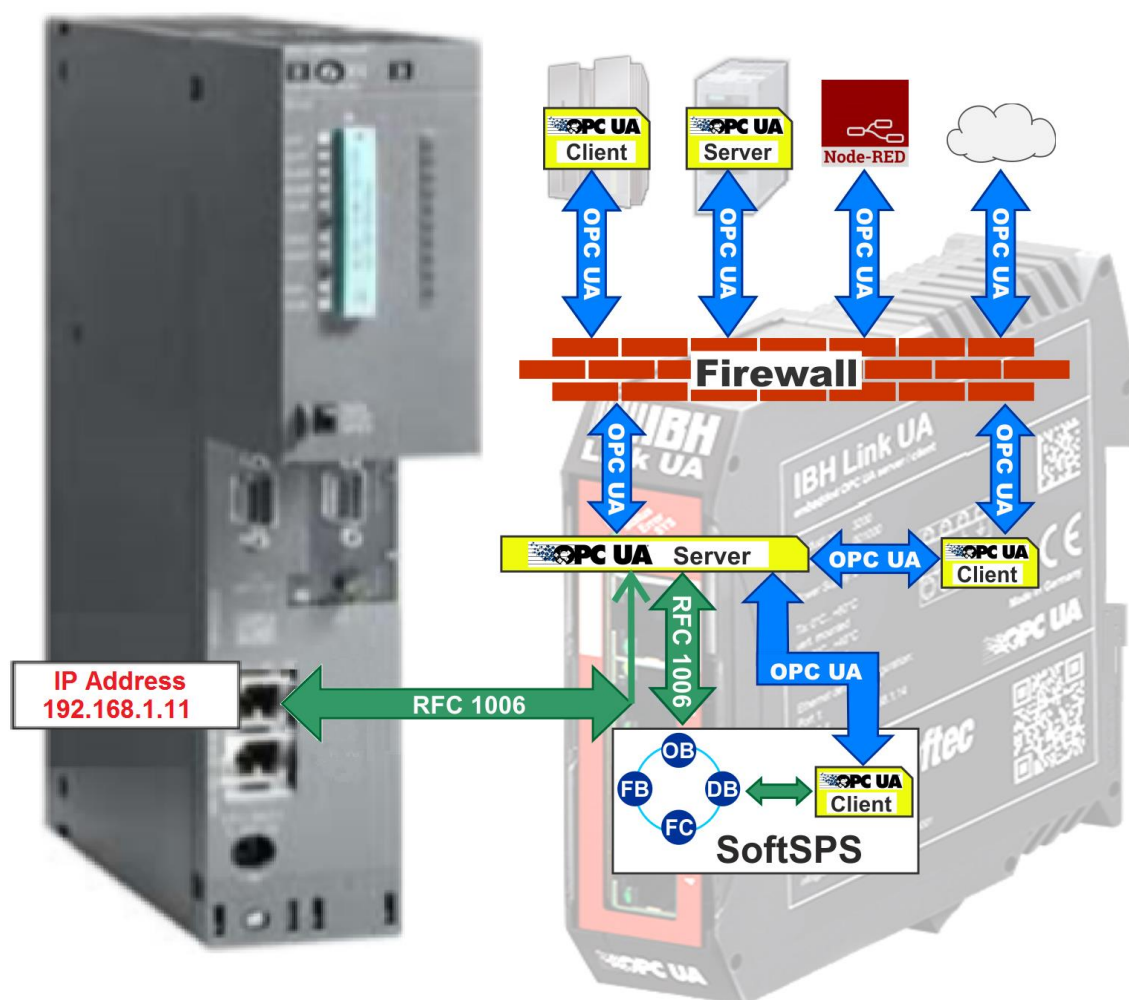 OPC UA
Client
OPC UA
Server
Node-RED
OPC UA
OPC UA
OPC UA
OPC UA
Firewall
OPC UA
OPC UA
IBH
Link UA
IBH Link UA
embedded OPC UA server / client
OPC UA Server
OPC UA
OPC UA
Client
Made in Germany
OPC UA
RFC 1006
OPC UA
IP Address
192.168.1.11
RFC 1006
OB
FB
DB
FC
OPC UA
Client
SoftSPS
OPC UA